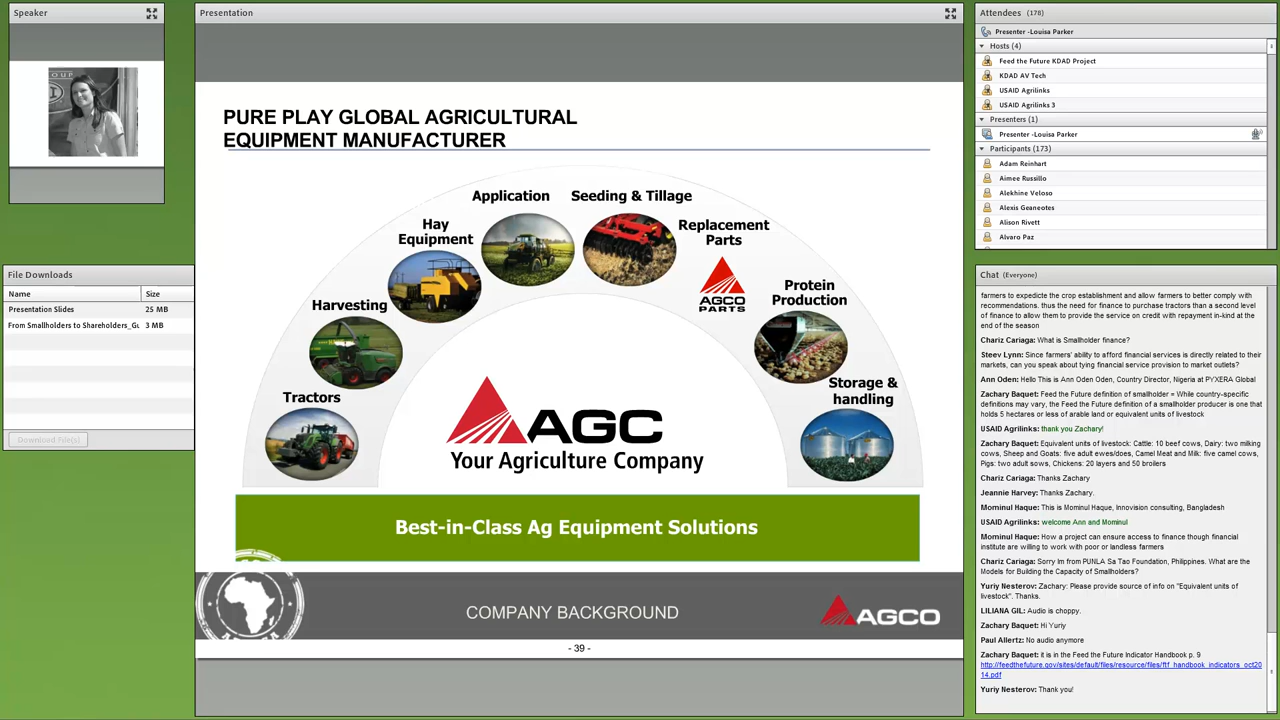 Speaker
Presentation
Attendees (178)
Presenter -Louisa Parker
Hosts (4)
Feed the Future KDAD Project
KDAD AV Tech
USAID Agrilinks
USAID Agrilinks 3
Presenters (1)
Presenter -Louisa Parker
Participants (173)
Adam Reinhart
Aimee Russillo
Alekhine Veloso
Alexis Geaneotes
Alison Rivett
Alvaro Paz
File Downloads
Name Size
Presentation Slides 25 MB
From Smallholders to Shareholders_Gu 3 MB
Download File(s)
PURE PLAY GLOBAL AGRICULTURAL
EQUIPMENT MANUFACTURER
Application
Seeding & Tillage
Hay
Equipment
Replacement
Parts
AGCO
PARTS
Harvesting
Protein
Production
Tractors
Storage &
handling
AGC
Your Agriculture Company
Best-in-Class Ag Equipment Solutions
COMPANY BACKGROUND
AGCO
- 39 -
Chat (Everyone)
farmers to expedite the crop establishment and allow farmers to better comply with
recommendations. thus the need for finance to purchase tractors than a second level
of finance to allow them to provide the service on credit with repayment in-kind at the
end of the season
Chariz Cariaga: What is Smallholder finance?
Steev Lynn: Since farmers' ability to afford financial services is directly related to their
markets, can you speak about tying financial service provision to market outlets?
Ann Oden: Hello This is Ann Oden Oden, Country Director, Nigeria at PYXERA Global
Zachary Baquet: Feed the Future definition of smallholder = While country-specific
definitions may vary, the Feed the Future definition of a smallholder producer is one that
holds 5 hectares or less of arable land or equivalent units of livestock
USAID Agrilinks: thank you Zachary!
Zachary Baquet: Equivalent units of livestock: Cattle: 10 beef cows, Dairy: two milking
cows, Sheep and Goats: five adult ewes/does, Camel Meat and Milk: five camel cows,
Pigs: two adult sows, Chickens: 20 layers and 50 broilers
Chariz Cariaga: Thanks Zachary
Jeannie Harvey: Thanks Zachary.
Mominul Haque: This is Mominul Haque, Innovision consulting, Bangladesh
USAID Agrilinks: welcome Ann and Mominul
Mominul Haque: How a project can ensure access to finance though financial
institute are willing to work with poor or landless farmers
Chariz Cariaga: Sorry Im from PUNLA Sa Tao Foundation, Philippines. What are the
Models for Building the Capacity of Smallholders?
Yuriy Nesterov: Zachary: Please provide source of info on "Equivalent units of
livestock". Thanks.
LILIANA GIL: Audio is choppy.
Zachary Baquet: Hi Yuriy
Paul Allertz: No audio anymore
Zachary Baquet: it is in the Feed the Future Indicator Handbook p. 9
http://feedthefuture.gov/sites/default/files/resource/files/ftf_handbook_indicators_oct20
14.pdf
Yuriy Nesterov: Thank you!